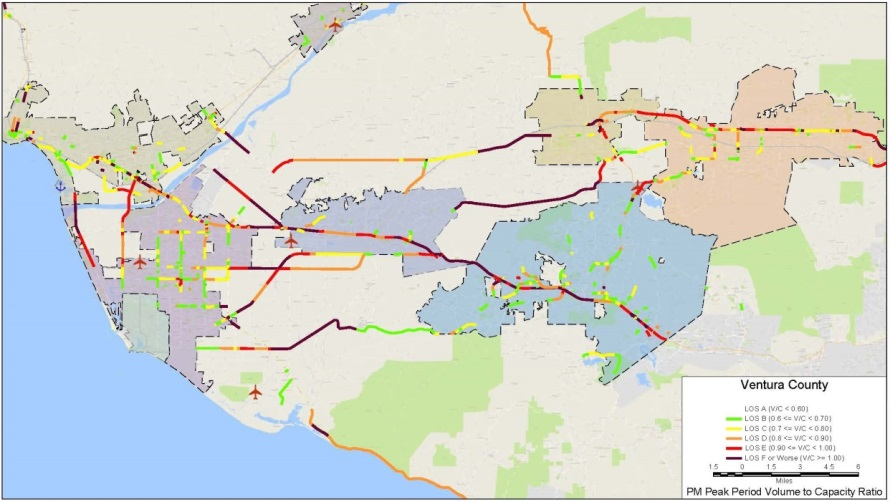 Ventura County
LOS A (V/C < 0.60)
LOS B (0.6 <= V/C < 0.70)
LOS C (0.7 <= V/C < 0.80)
LOS D (0.8 <= V/C < 0.90)
LOS E (0.90 <= V/C < 1.00)
LOS F or Worse (V/C >= 1.00)
1.5 0 1.5 3 4.5 6
Miles
PM Peak Period Volume to Capacity Ratio